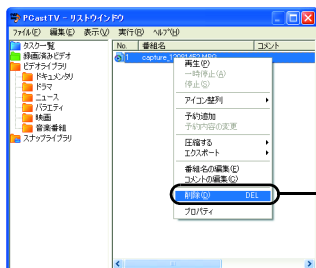 PCastTV - リストウインドウ
ファイル(F) 編集(E) 表示(V) 実行(R) ヘルプ(H)
タスク一覧
録画済みビデオ
ビデオライブラリ
ドキュメンタリ
ドラマ
ニュース
バラエティ
映画
音楽番組
スナップライブラリ
No. 番組名 コメント
1
再生(P)
一時停止(A)
停止(S)
アイコン整列
予約追加
予約内容の変更
圧縮する
エクスポート
番組名の編集(E)
コメントの編集(C)
削除(D) DEL
プロパティ